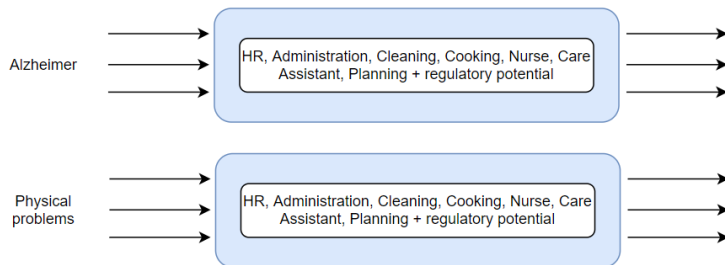 Alzheimer
HR, Administration, Cleaning, Cooking, Nurse, Care
Assistant, Planning + regulatory potential
Physical
problems
HR, Administration, Cleaning, Cooking, Nurse, Care
Assistant, Planning + regulatory potential